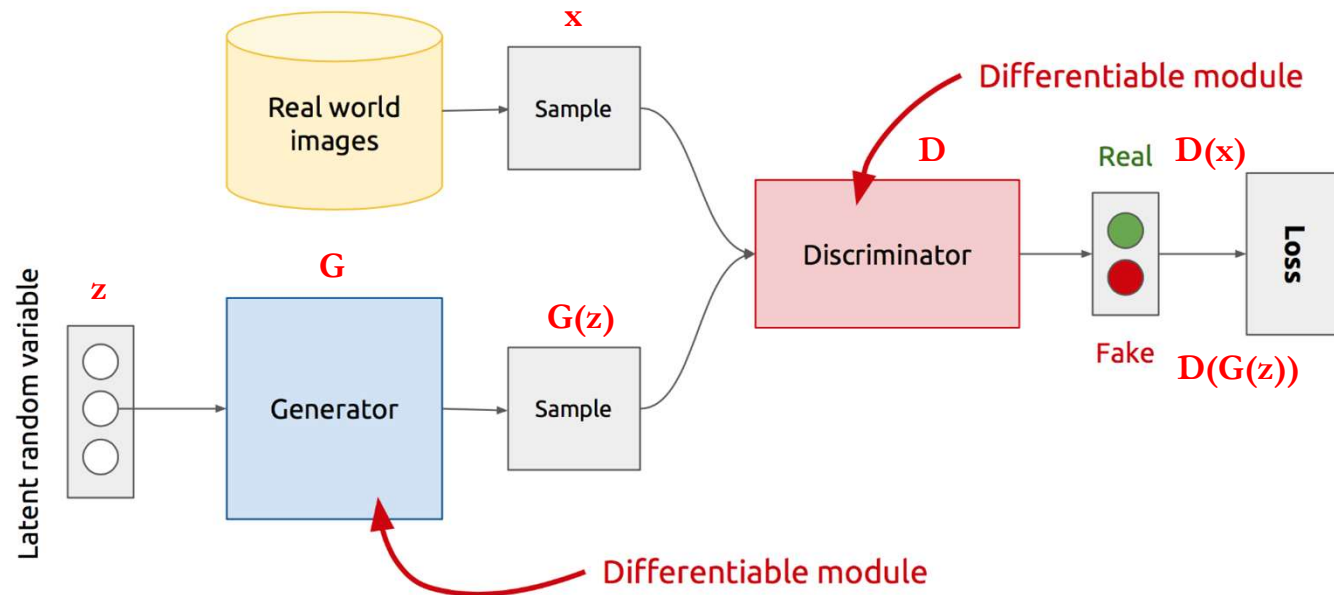 x
Real world
images
Sample
Differentiable module
D
Real
D(x)
Discriminator
Loss
Fake
D(G(z))
Latent random variable
z
G
Generator
G(z)
Sample
Differentiable module